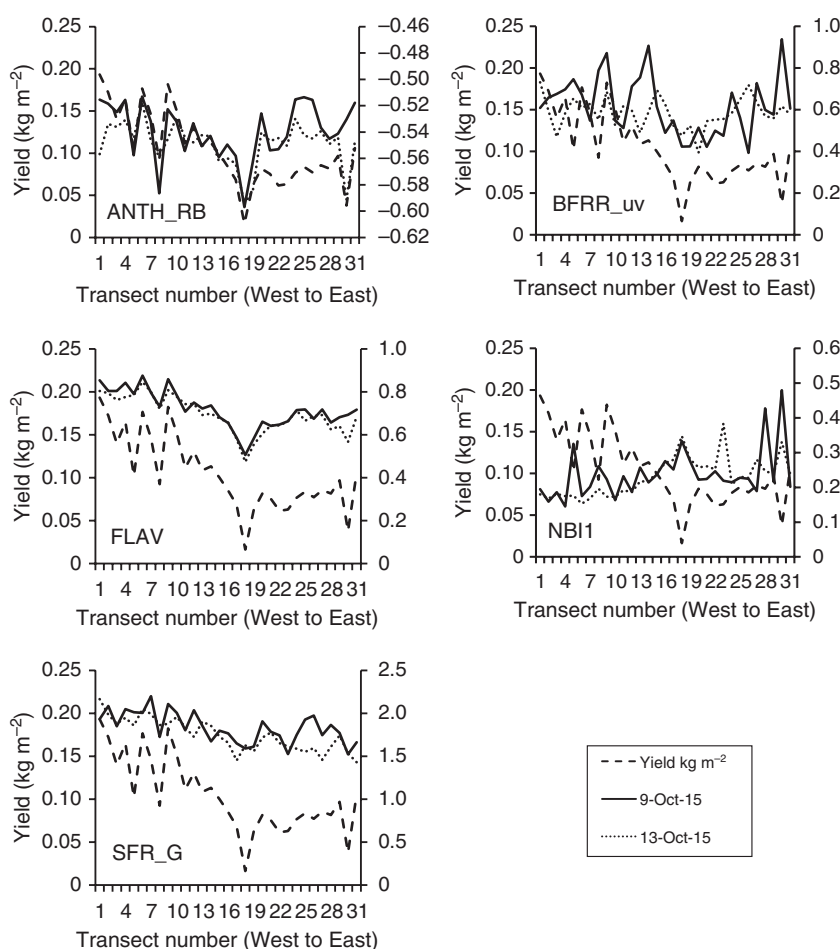 0.25
0.20
0.15
0.10
0.05
0
Yield (kg m−2)
−0.46
−0.48
−0.50
−0.52
−0.54
−0.56
−0.58
−0.60
−0.62
ANTH_RB
1 4 7 10 13 16 19 22 25 28 31
Transect number (West to East)
0.25
0.20
0.15
0.10
0.05
0
Yield (kg m−2)
1.0
0.8
0.6
0.4
0.2
0
BFRR_uv
1 4 7 10 13 16 19 22 25 28 31
Transect number (West to East)
0.25
0.20
0.15
0.10
0.05
0.00
Yield (kg m−2)
1.0
0.8
0.6
0.4
0.2
0
FLAV
1 4 7 10 13 16 19 22 25 28 31
Transect number (West to East)
0.25
0.20
0.15
0.10
0.05
0
Yield (kg m−2)
0.6
0.5
0.4
0.3
0.2
0.1
0
NBI1
1 4 7 10 13 16 19 22 25 28 31
Transect number (West to East)
0.25
0.20
0.15
0.10
0.05
0
Yield (kg m−2)
2.5
2.0
1.5
1.0
0.5
0
SFR_G
1 4 7 10 13 16 19 22 25 28 31
Transect number (West to East)
Yield kg m−2
9-Oct-15
13-Oct-15